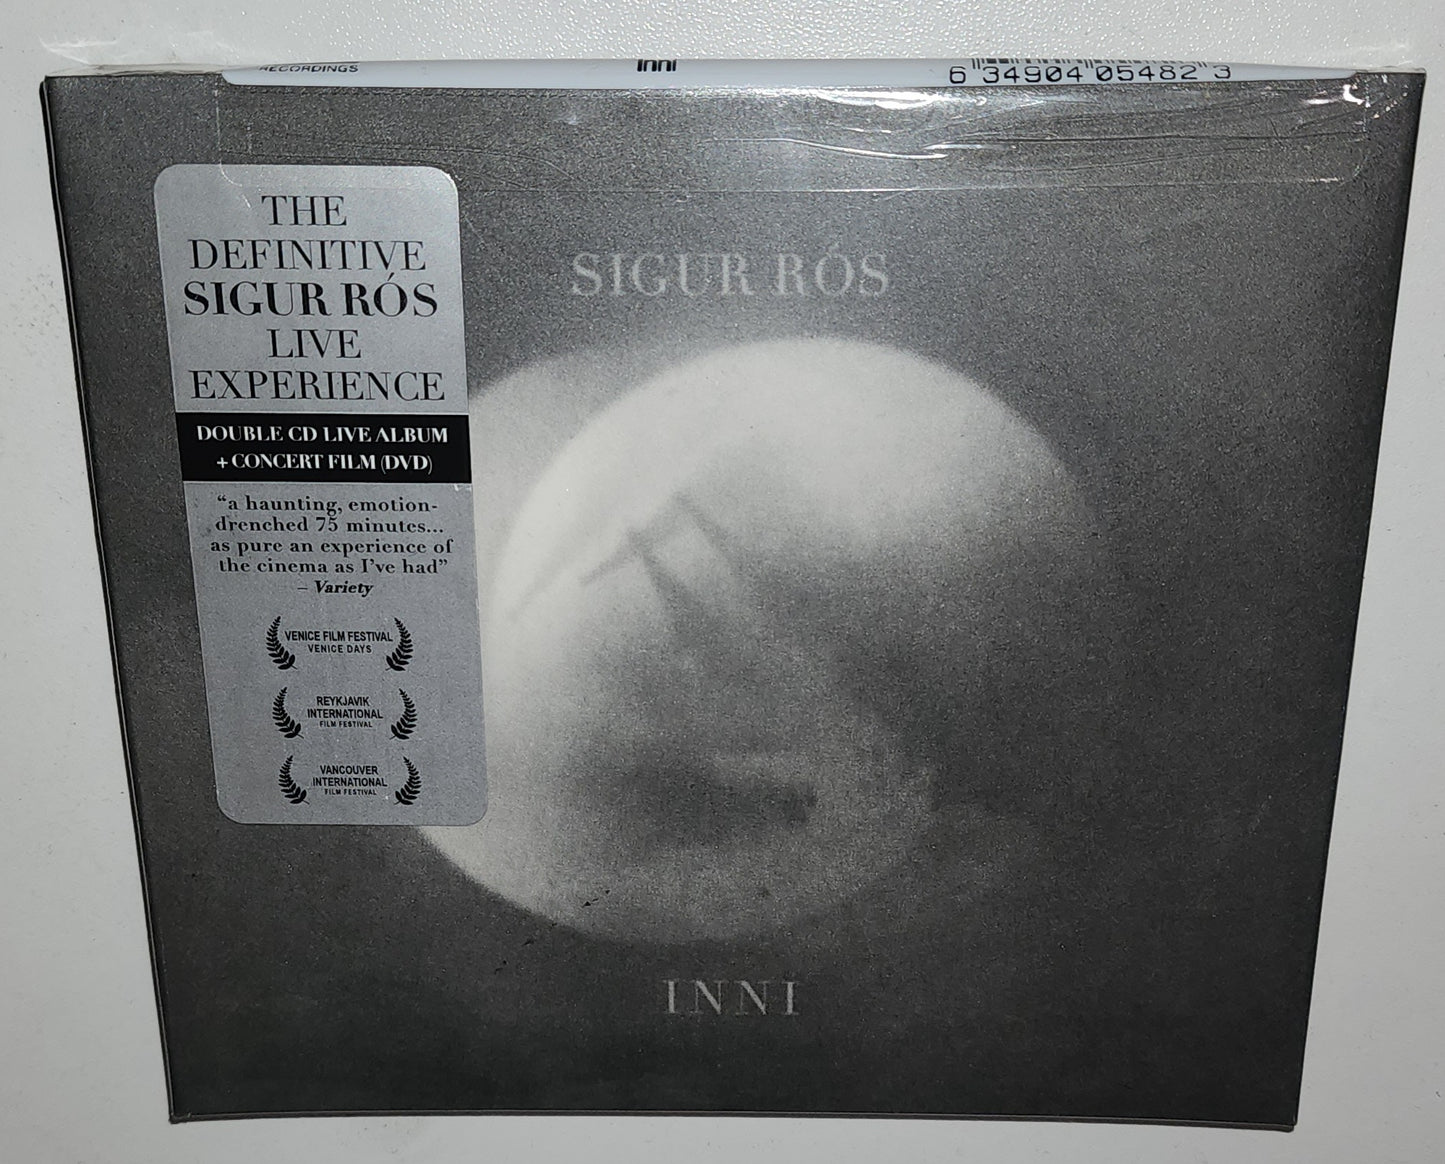 RECORDINGS
inni
6 34904 05482 3
THE
DEFINITIVE
SIGUR RÓS
LIVE
EXPERIENCE
DOUBLE CD LIVE ALBUM
+ CONCERT FILM (DVD)
“a haunting, emotion-
drenched 75 minutes...
as pure an experience of
the cinema as I’ve had”
– Variety
VENICE FILM FESTIVAL
VENICE DAYS
REYKJAVIK
INTERNATIONAL
FILM FESTIVAL
VANCOUVER
INTERNATIONAL
FILM FESTIVAL
SIGUR RÓS
INNI